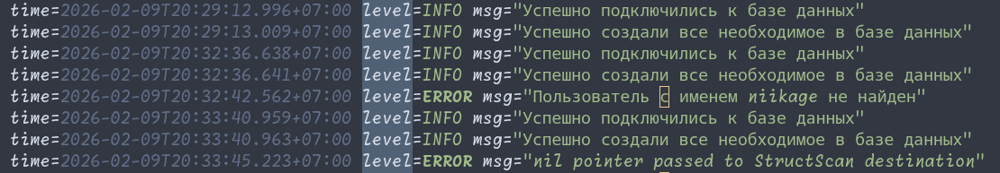 time=2026-02-09T20:29:12.996+07:00 level=INFO msg="Успешно подключились к базе данных"
time=2026-02-09T20:29:13.009+07:00 level=INFO msg="Успешно создали все необходимое в базе данных"
time=2026-02-09T20:32:36.638+07:00 level=INFO msg="Успешно подключились к базе данных"
time=2026-02-09T20:32:36.641+07:00 level=INFO msg="Успешно создали все необходимое в базе данных"
time=2026-02-09T20:32:42.562+07:00 level=ERROR msg="Пользователь с именем niikage не найден"
time=2026-02-09T20:33:40.959+07:00 level=INFO msg="Успешно подключились к базе данных"
time=2026-02-09T20:33:40.963+07:00 level=INFO msg="Успешно создали все необходимое в базе данных"
time=2026-02-09T20:33:45.223+07:00 level=ERROR msg="nil pointer passed to StructScan destination"